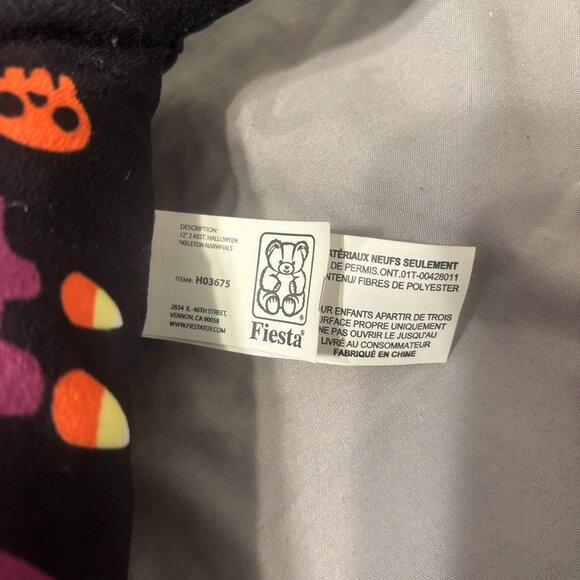 DESCRIPTION:
12" 2 ASST. HALLOWEEN
SKELETON NARWHALS
ITEM#: H03675
2834 E. 46TH STREET,
VERNON, CA 90058
WWW.FIESTATOY.COM
®
Fiesta®
MATÉRIAUX NEUFS SEULEMENT
DE PERMIS.ONT.01T-00428011
CONTENU/ FIBRES DE POLYESTER
POUR ENFANTS APARTIR DE TROIS
SURFACE PROPRE UNIQUEMENT
NE PAS OUVRIR LE JUSQU'AU
LIVRÉ AU CONSOMMATEUR
FABRIQUÉ EN CHINE